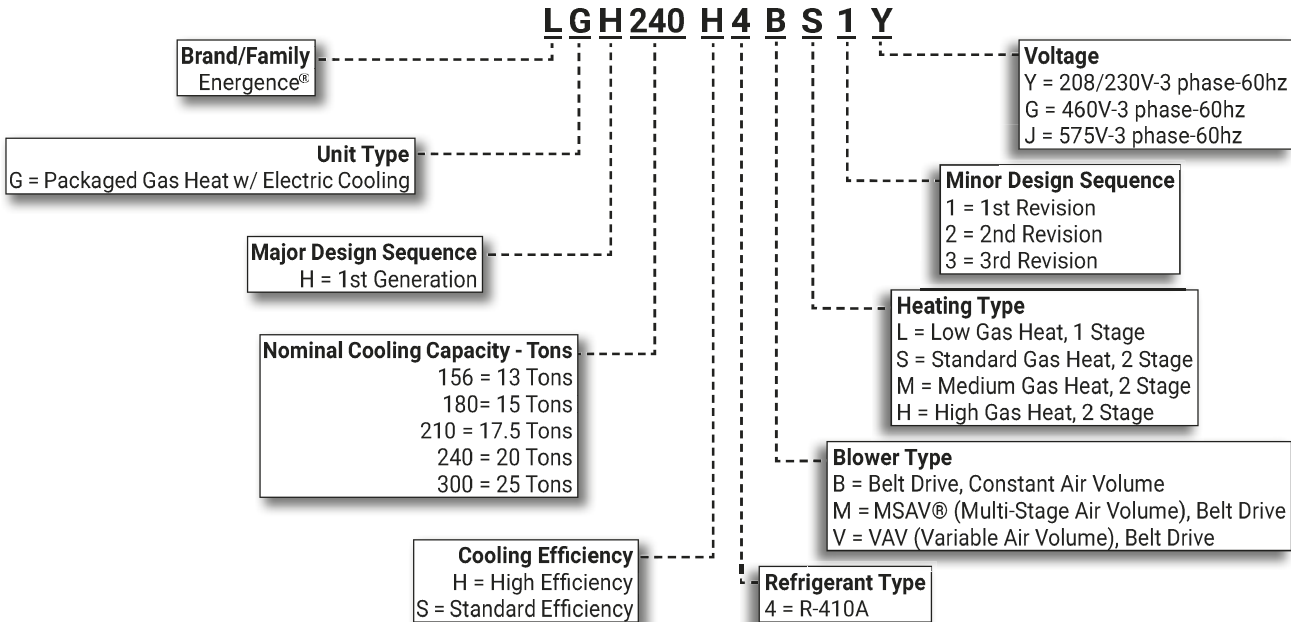 LGH240 H4 B S 1 Y
Brand/Family
Energence®
Unit Type
G = Packaged Gas Heat w/ Electric Cooling
Major Design Sequence
H = 1st Generation
Nominal Cooling Capacity - Tons
156 = 13 Tons
180= 15 Tons
210 = 17.5 Tons
240 = 20 Tons
300 = 25 Tons
Cooling Efficiency
H = High Efficiency
S = Standard Efficiency
Voltage
Y = 208/230V-3 phase-60hz
G = 460V-3 phase-60hz
J = 575V-3 phase-60hz
Minor Design Sequence
1 = 1st Revision
2 = 2nd Revision
3 = 3rd Revision
Heating Type
L = Low Gas Heat, 1 Stage
S = Standard Gas Heat, 2 Stage
M = Medium Gas Heat, 2 Stage
H = High Gas Heat, 2 Stage
Blower Type
B = Belt Drive, Constant Air Volume
M = MSAV® (Multi-Stage Air Volume), Belt Drive
V = VAV (Variable Air Volume), Belt Drive
Refrigerant Type
4 = R-410A